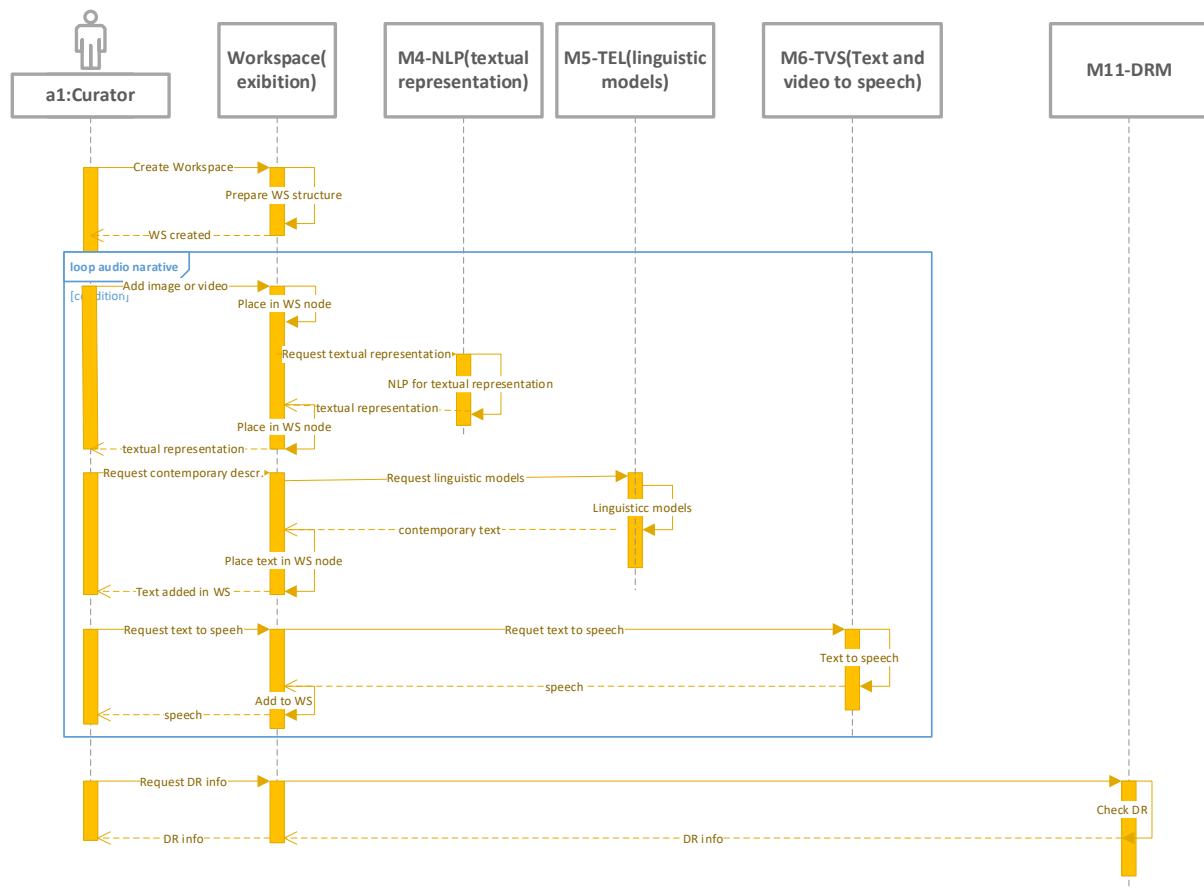 a1:Curator
Workspace(
exibition)
M4-NLP(textual
representation)
M5-TEL(linguistic
models)
M6-TVS(Text and
video to speech)
M11-DRM
Create Workspace
Prepare WS structure
WS created
loop audio narative
[condition]
Add image or video
Place in WS node
Request textual representation
NLP for textual representation
textual representation
Place in WS node
textual representation
Request contemporary descr.
Request linguistic models
Linguisticc models
contemporary text
Place text in WS node
Text added in WS
Request text to speeh
Requet text to speech
Text to speech
speech
Add to WS
speech
Request DR info
Check DR
DR info
DR info